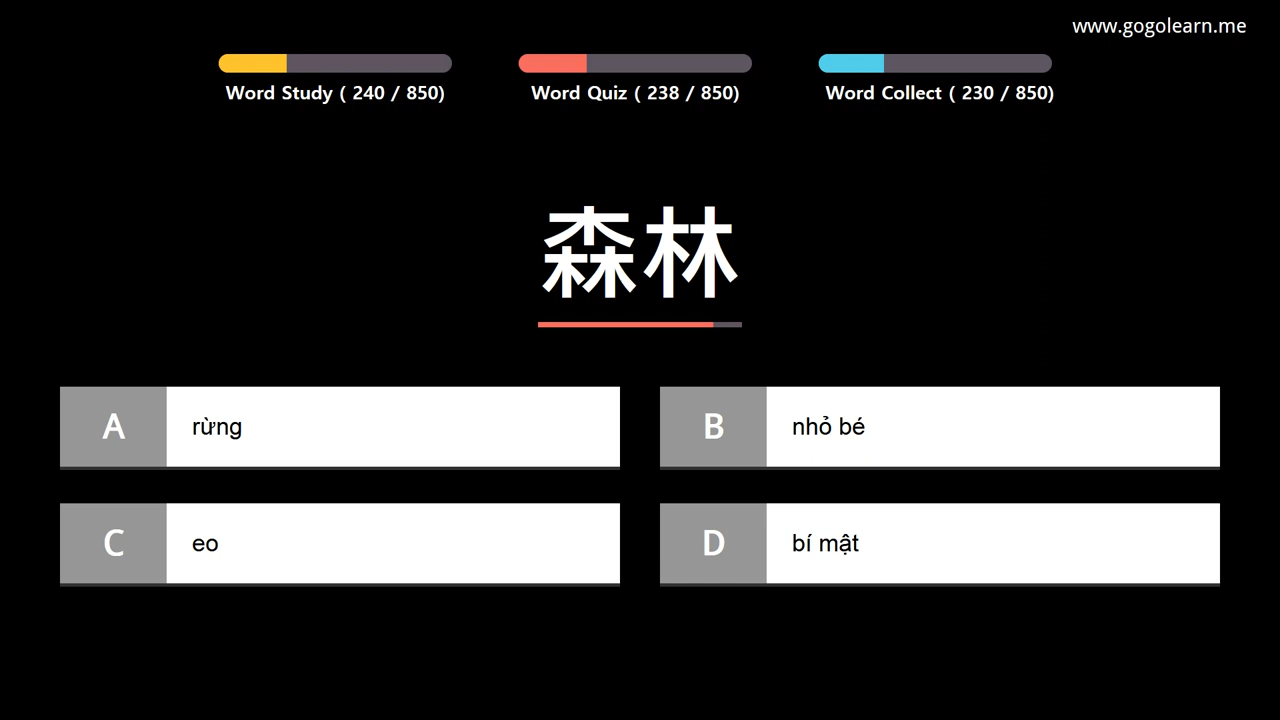 www.gogolearn.me
Word Study ( 240 / 850)
Word Quiz ( 238 / 850)
Word Collect ( 230 / 850)
森林
A rừng
B nhỏ bé
C eo
D bí mật